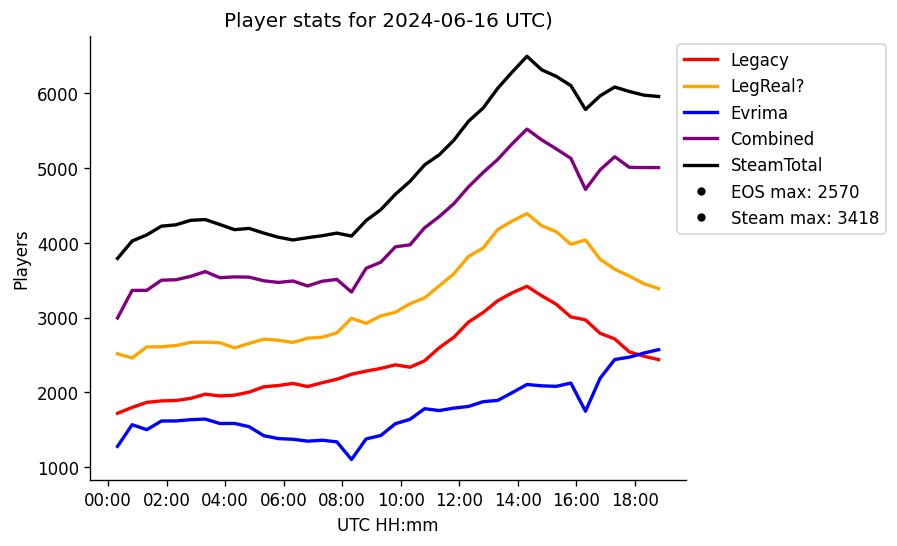 Player stats for 2024-06-16 UTC)
Legacy
LegReal?
Evrima
Combined
SteamTotal
EOS max: 2570
Steam max: 3418
Players
6000
5000
4000
3000
2000
1000
00:00 02:00 04:00 06:00 08:00 10:00 12:00 14:00 16:00 18:00
UTC HH:mm